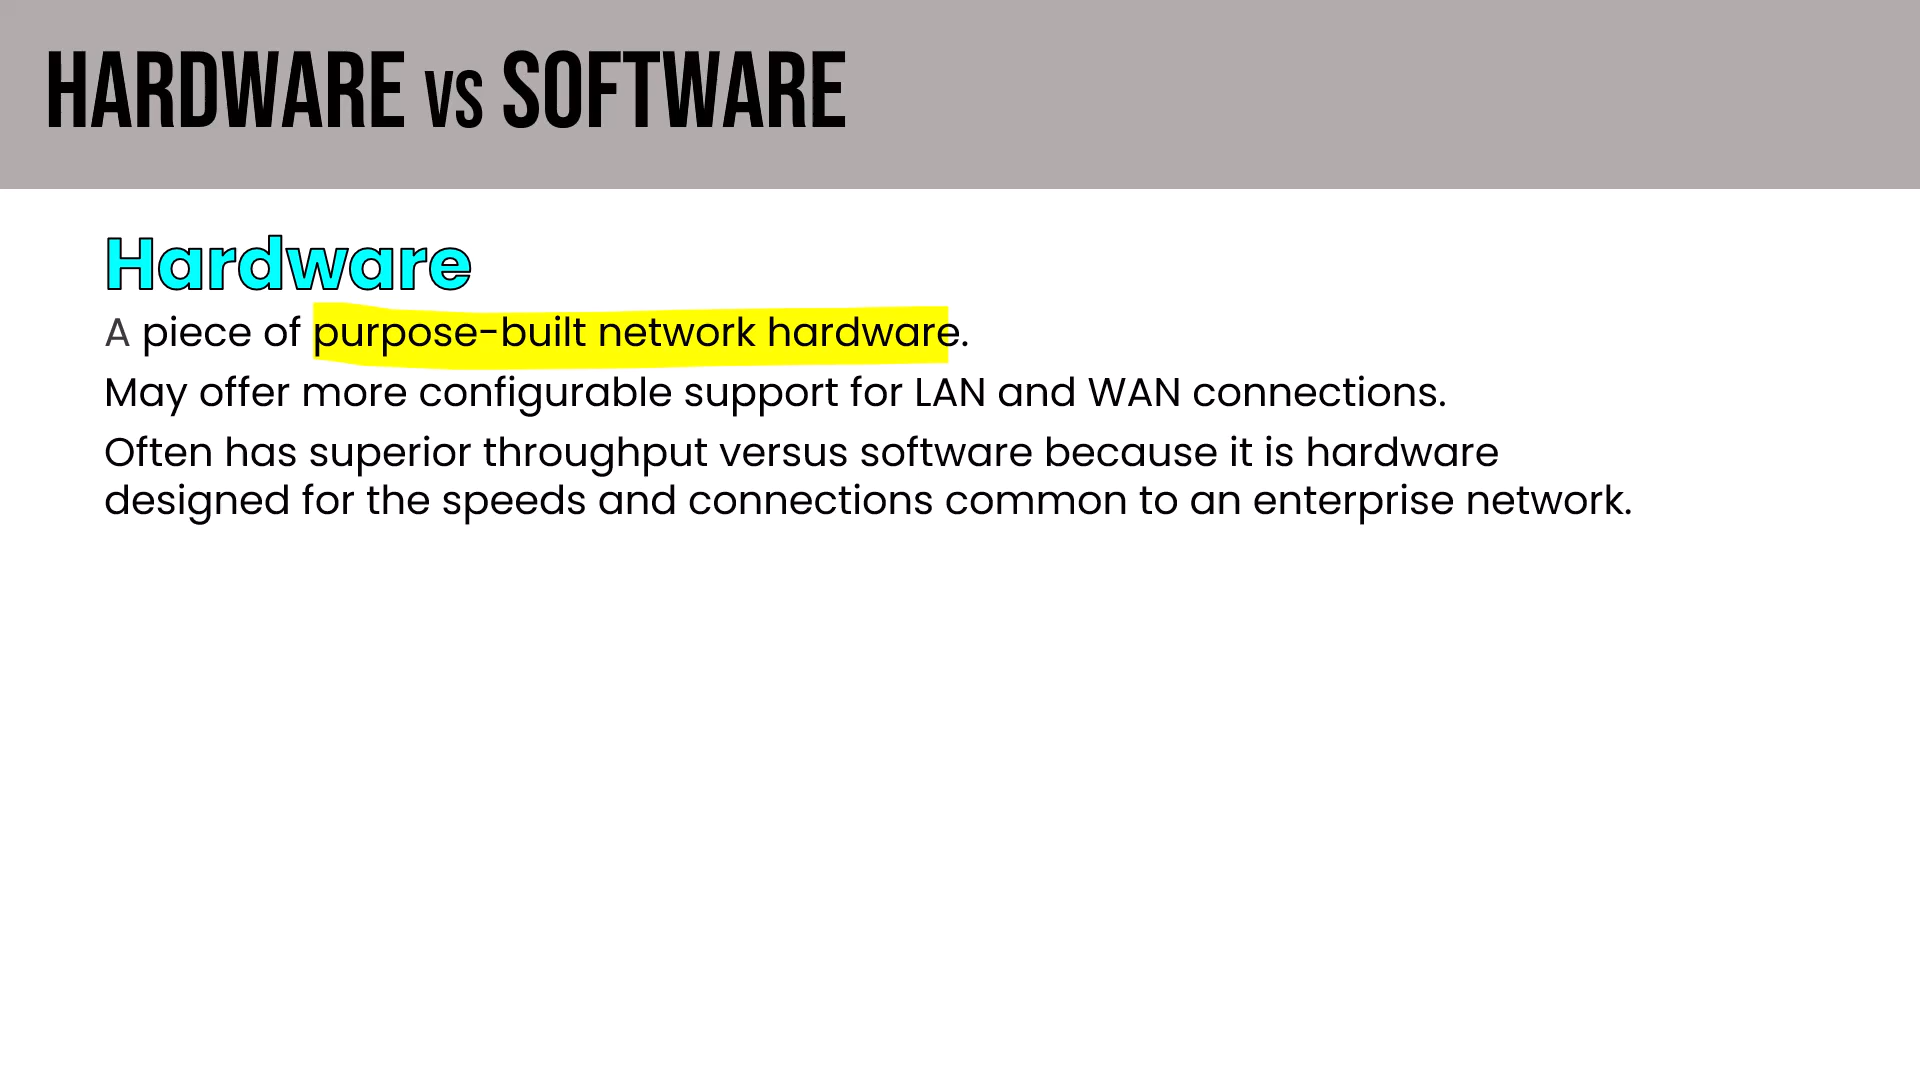 HARDWARE VS SOFTWARE
Hardware
A piece of purpose-built network hardware.
May offer more configurable support for LAN and WAN connections.
Often has superior throughput versus software because it is hardware
designed for the speeds and connections common to an enterprise network.